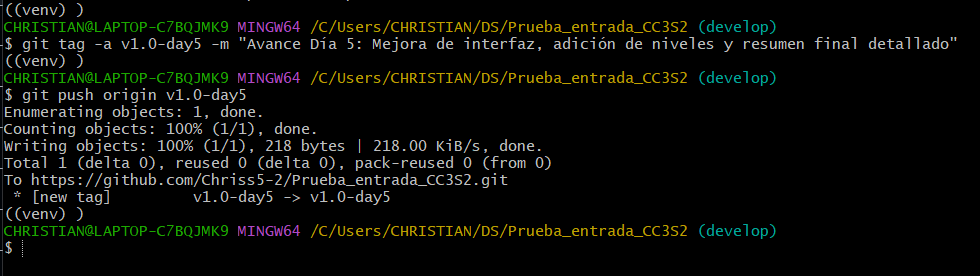 ((venv) )
CHRISTIAN@LAPTOP-C7BQJMK9 MINGW64 /C/Users/CHRISTIAN/DS/Prueba_entrada_CC3S2 (develop)
$ git tag -a v1.0-day5 -m "Avance Día 5: Mejora de interfaz, adición de niveles y resumen final detallado"
((venv) )
CHRISTIAN@LAPTOP-C7BQJMK9 MINGW64 /C/Users/CHRISTIAN/DS/Prueba_entrada_CC3S2 (develop)
$ git push origin v1.0-day5
Enumerating objects: 1, done.
Counting objects: 100% (1/1), done.
Writing objects: 100% (1/1), 218 bytes | 218.00 KiB/s, done.
Total 1 (delta 0), reused 0 (delta 0), pack-reused 0 (from 0)
To https://github.com/Chriss5-2/Prueba_entrada_CC3S2.git
 * [new tag]         v1.0-day5 -> v1.0-day5
((venv) )
CHRISTIAN@LAPTOP-C7BQJMK9 MINGW64 /C/Users/CHRISTIAN/DS/Prueba_entrada_CC3S2 (develop)
$